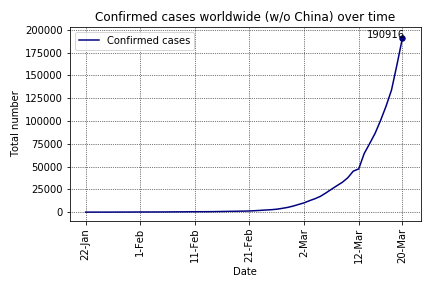 Confirmed cases worldwide (w/o China) over time
Confirmed cases
190916
200000
175000
150000
125000
100000
75000
50000
25000
0
Total number
22-Jan
1-Feb
11-Feb
21-Feb
2-Mar
12-Mar
20-Mar
Date